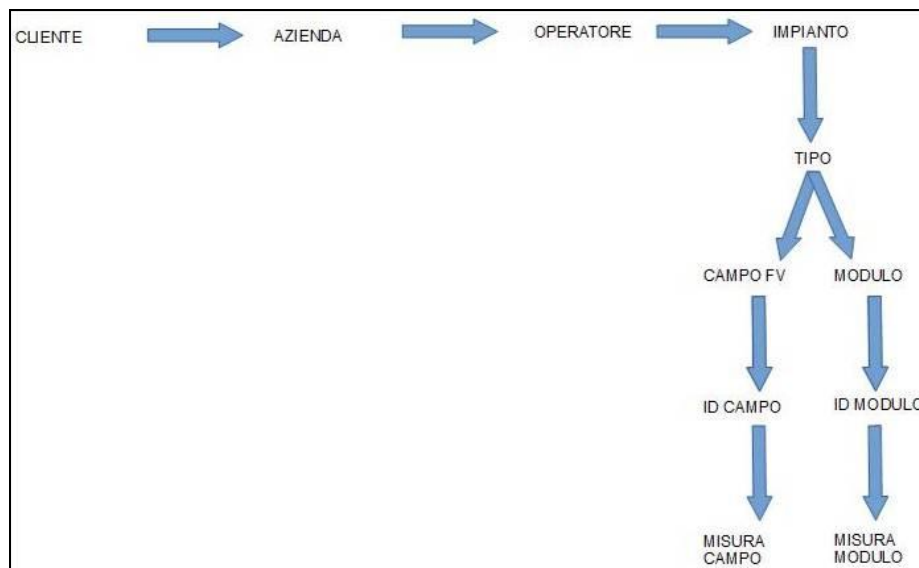 CLIENTE AZIENDA OPERATORE IMPIANTO
TIPO
CAMPO FV MODULO
ID CAMPO ID MODULO
MISURA CAMPO
MISURA MODULO